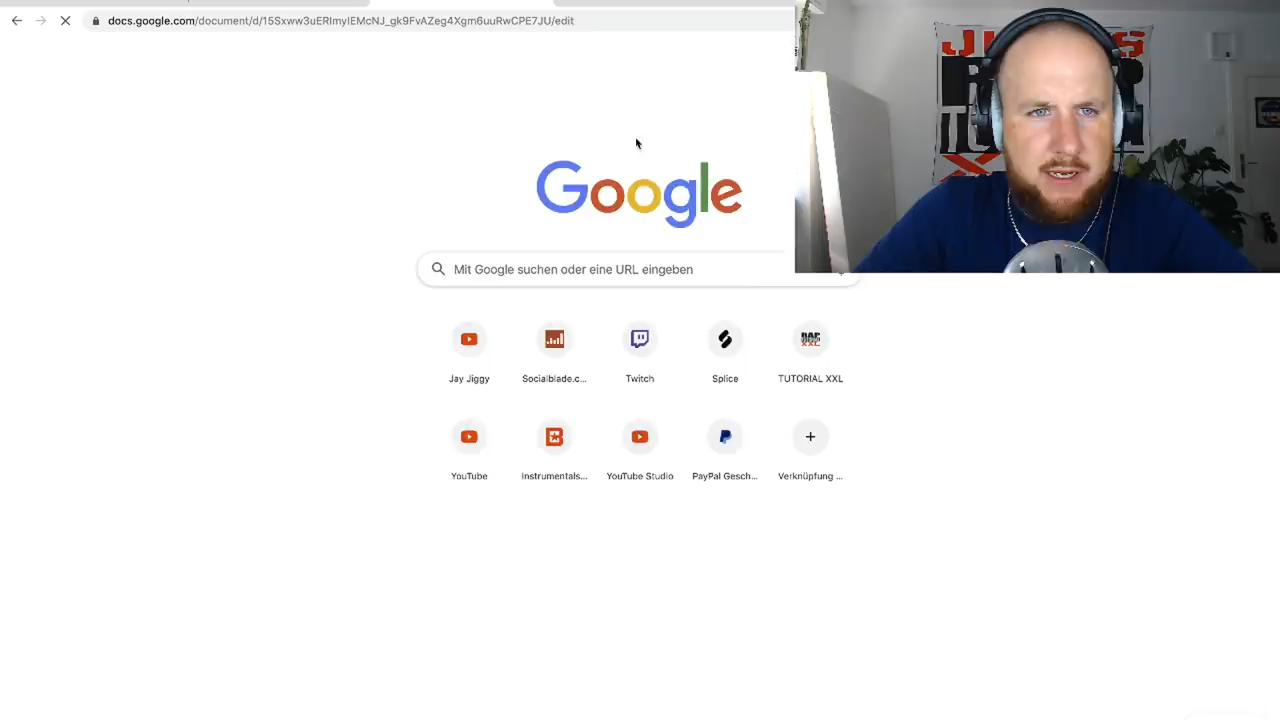 docs.google.com/document/d/15Sxww3uERImyIEMcNJ_gk9FvAZeg4Xgm6uuRwCPE7JU/edit
Google
Mit Google suchen oder eine URL eingeben
Jay Jiggy
Socialblade.c...
Twitch
Splice
TUTORIAL XXL
YouTube
Instrumentals...
YouTube Studio
PayPal Gesch...
Verknüpfung ...